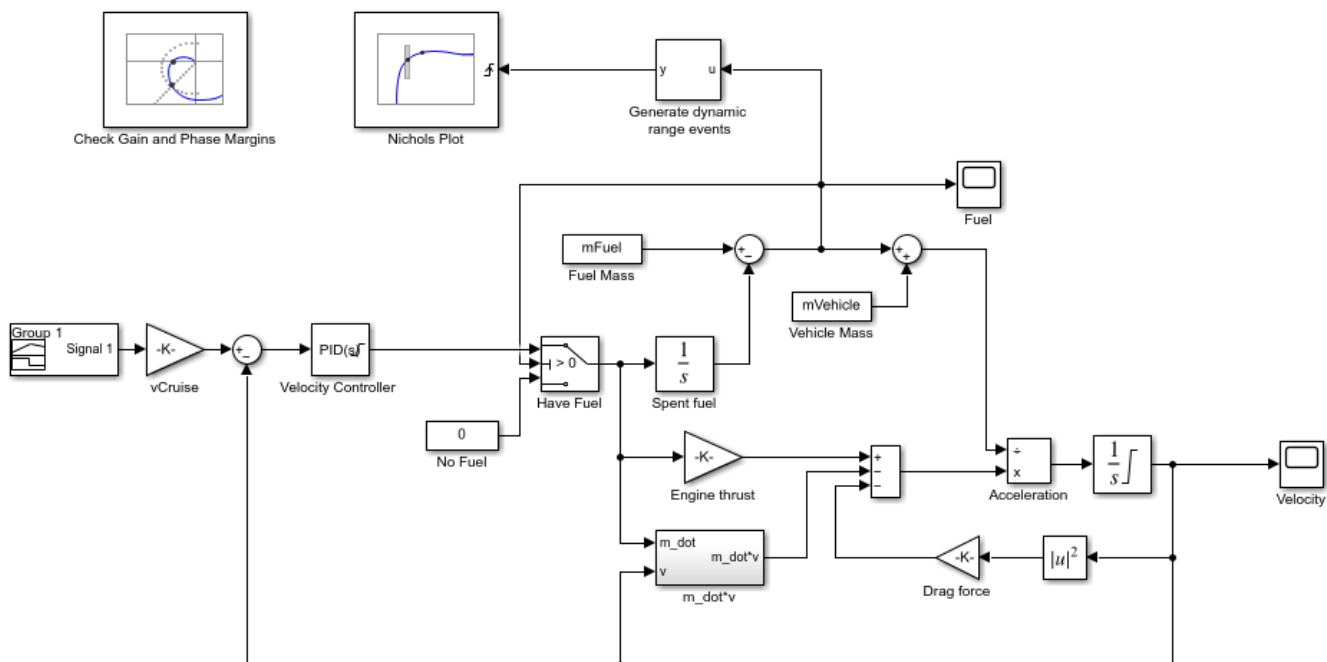 y
u
Generate dynamic
range events
Check Gain and Phase Margins
Nichols Plot
Fuel
mFuel
+
−
+
+
Fuel Mass
mVehicle
Vehicle Mass
Group 1
Signal 1
-K-
+
−
PID(s)
> 0
1
s
vCruise
Velocity Controller
Have Fuel
Spent fuel
0
No Fuel
-K-
+
−
−
÷
x
1
s
Engine thrust
Acceleration
Velocity
m_dot
m_dot*v
v
-K-
|u|²
Drag force
m_dot*v